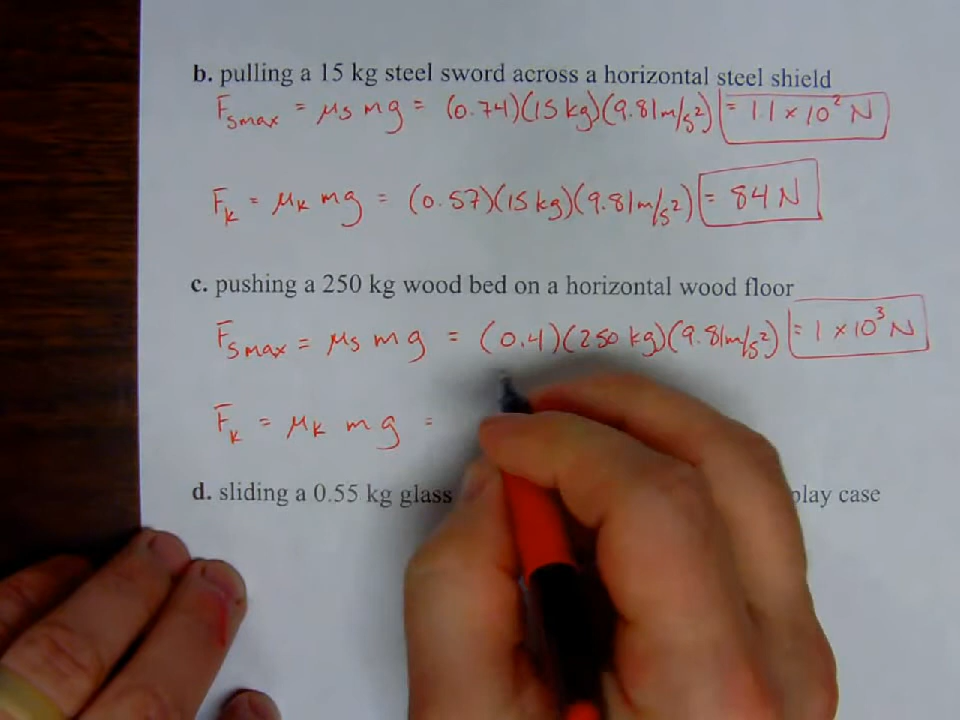 b. pulling a 15 kg steel sword across a horizontal steel shield
Fsmax = μs mg = (0.74)(15 kg)(9.81 m/s²) = 1.1 × 10² N
Fk = μk mg = (0.57)(15 kg)(9.81 m/s²) = 84 N
c. pushing a 250 kg wood bed on a horizontal wood floor
Fsmax = μs mg = (0.4)(250 kg)(9.81 m/s²) = 1 × 10³ N
Fk = μk mg =
d. sliding a 0.55 kg glass case